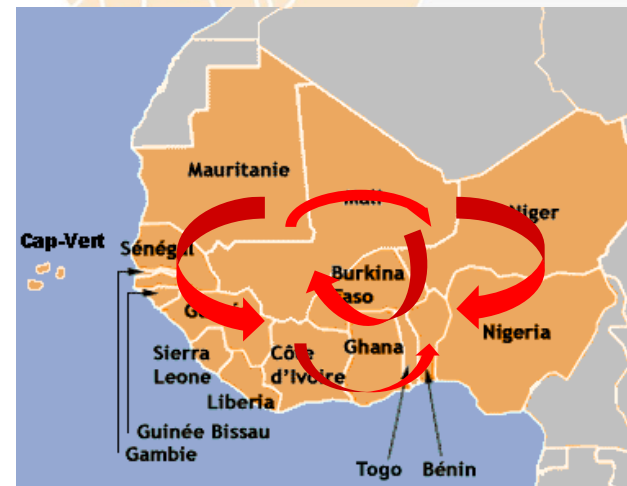 Mauritanie
Mali
Niger
Cap-Vert
Sénégal
Burkina
Faso
Nigeria
Ghana
Côte
d'Ivoire
Sierra
Leone
Liberia
Guinée Bissau
Gambie
Togo
Bénin